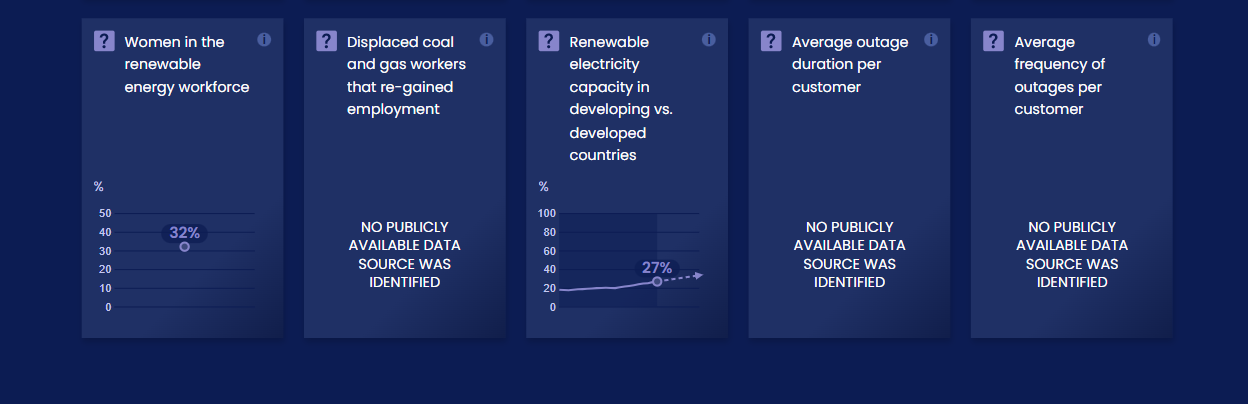 ? Women in the i
renewable
energy workforce
%
50
40
32%
30
20
10
0
? Displaced coal i
and gas workers
that re-gained
employment
NO PUBLICLY
AVAILABLE DATA
SOURCE WAS
IDENTIFIED
? Renewable i
electricity
capacity in
developing vs.
developed
countries
%
100
80
60
40
27%
20
0
? Average outage i
duration per
customer
NO PUBLICLY
AVAILABLE DATA
SOURCE WAS
IDENTIFIED
? Average i
frequency of
outages per
customer
NO PUBLICLY
AVAILABLE DATA
SOURCE WAS
IDENTIFIED